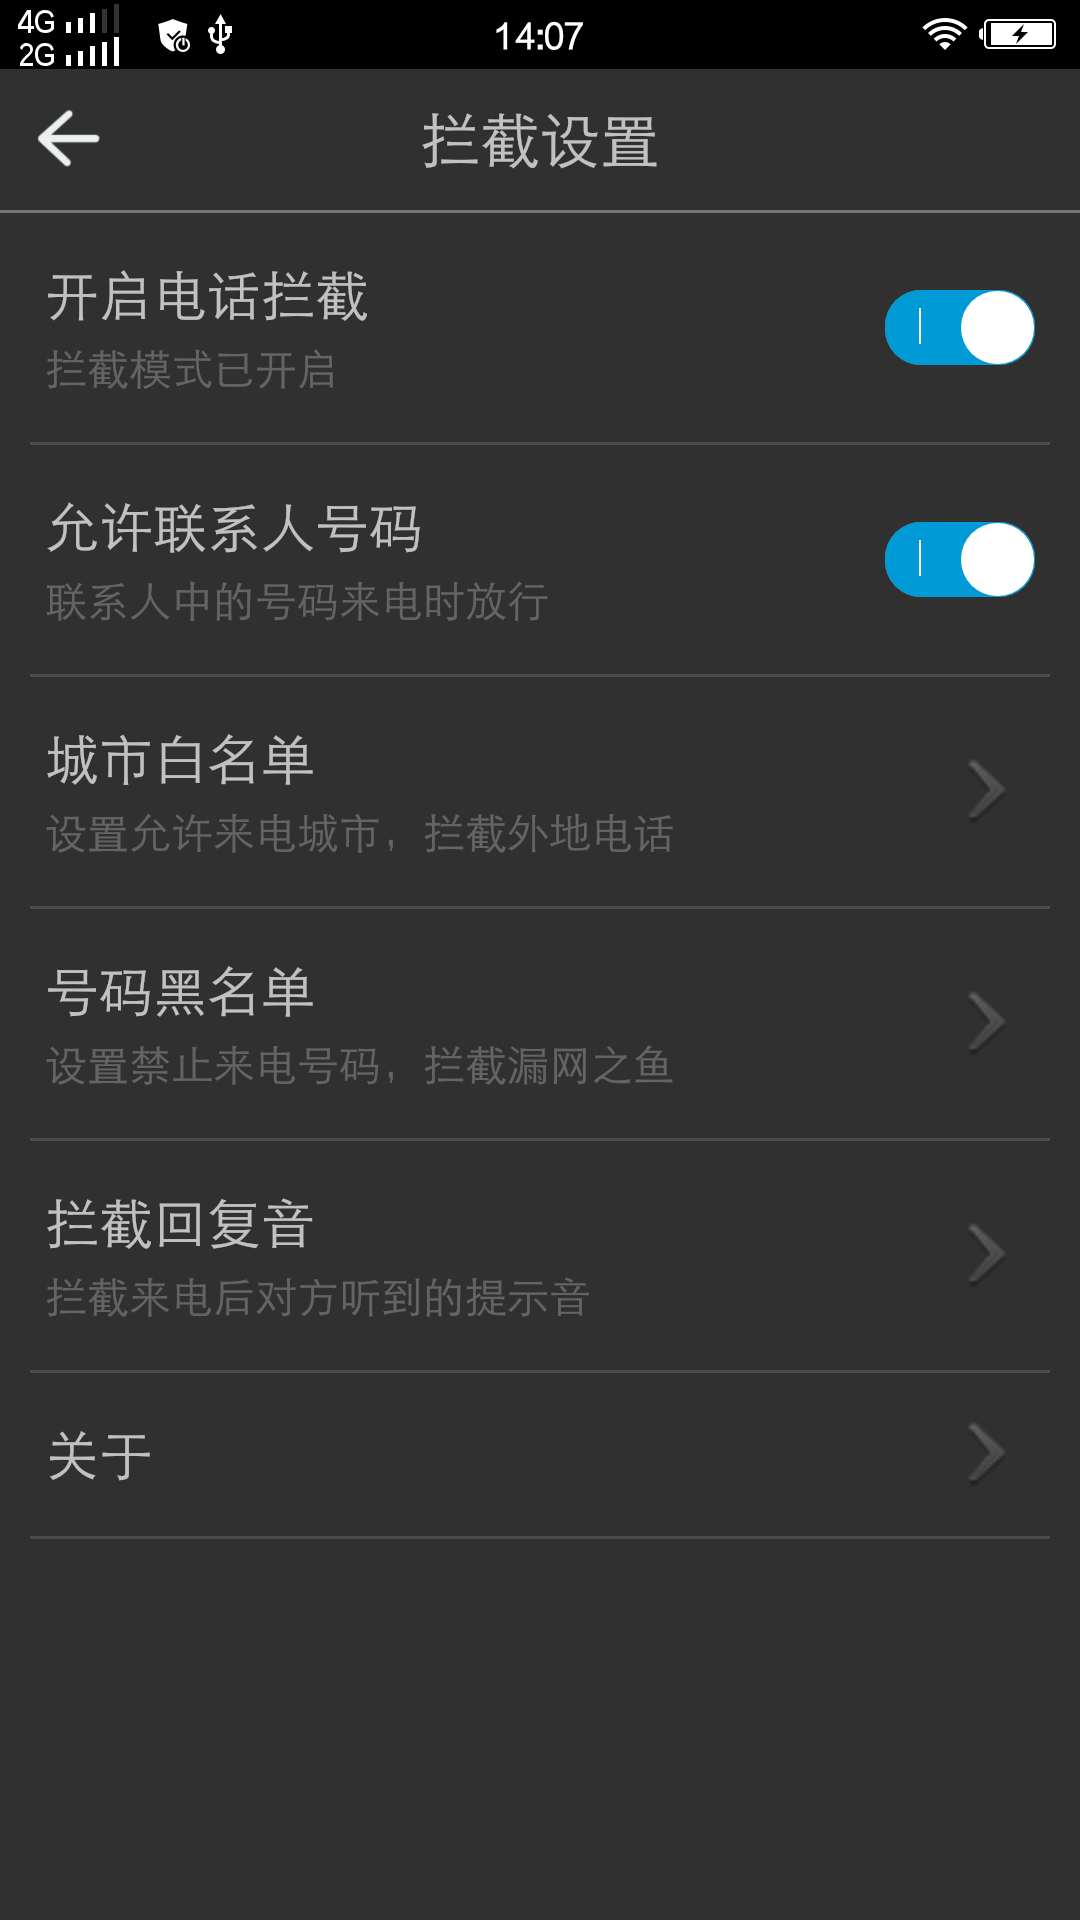 4G
2G
14:07
拦截设置
开启电话拦截
拦截模式已开启
允许联系人号码
联系人中的号码来电时放行
城市白名单
设置允许来电城市，拦截外地电话
号码黑名单
设置禁止来电号码，拦截漏网之鱼
拦截回复音
拦截来电后对方听到的提示音
关于